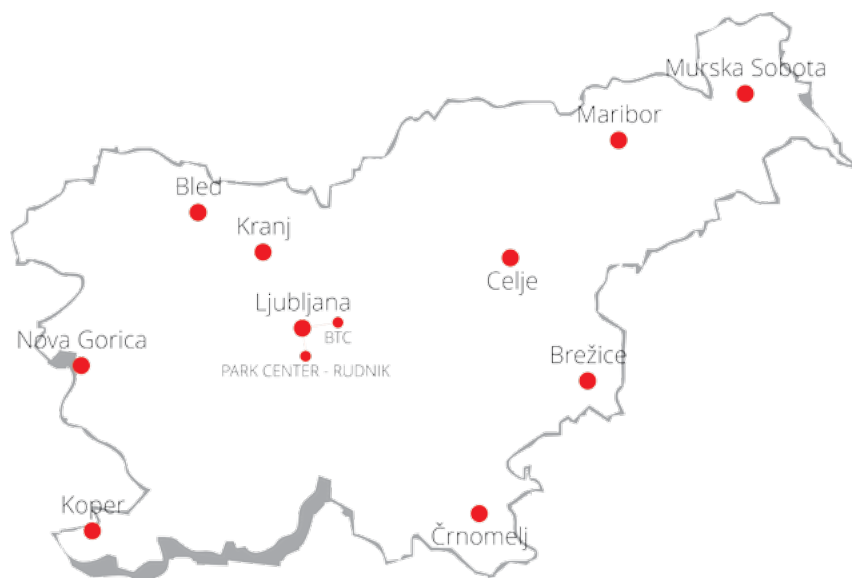 Murska Sobota
Maribor
Bled
Kranj
Celje
Ljubljana
BTC
Nova Gorica
PARK CENTER - RUDNIK
Brežice
Koper
Črnomelj